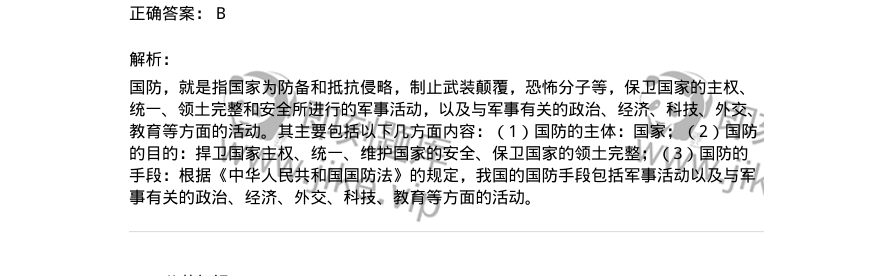 正确答案： B
解析：
国防，就是指国家为防备和抵抗侵略，制止武装颠覆，恐怖分子等，保卫国家的主权、
统一、领土完整和安全所进行的军事活动，以及与军事有关的政治、经济、科技、外交、
教育等方面的活动。其主要包括以下几方面内容：（1）国防的主体：国家；（2）国防
的目的：捍卫国家主权、统一、维护国家的安全、保卫国家的领土完整；（3）国防的
手段：根据《中华人民共和国国防法》的规定，我国的国防手段包括军事活动以及与军
事有关的政治、经济、外交、科技、教育等方面的活动。